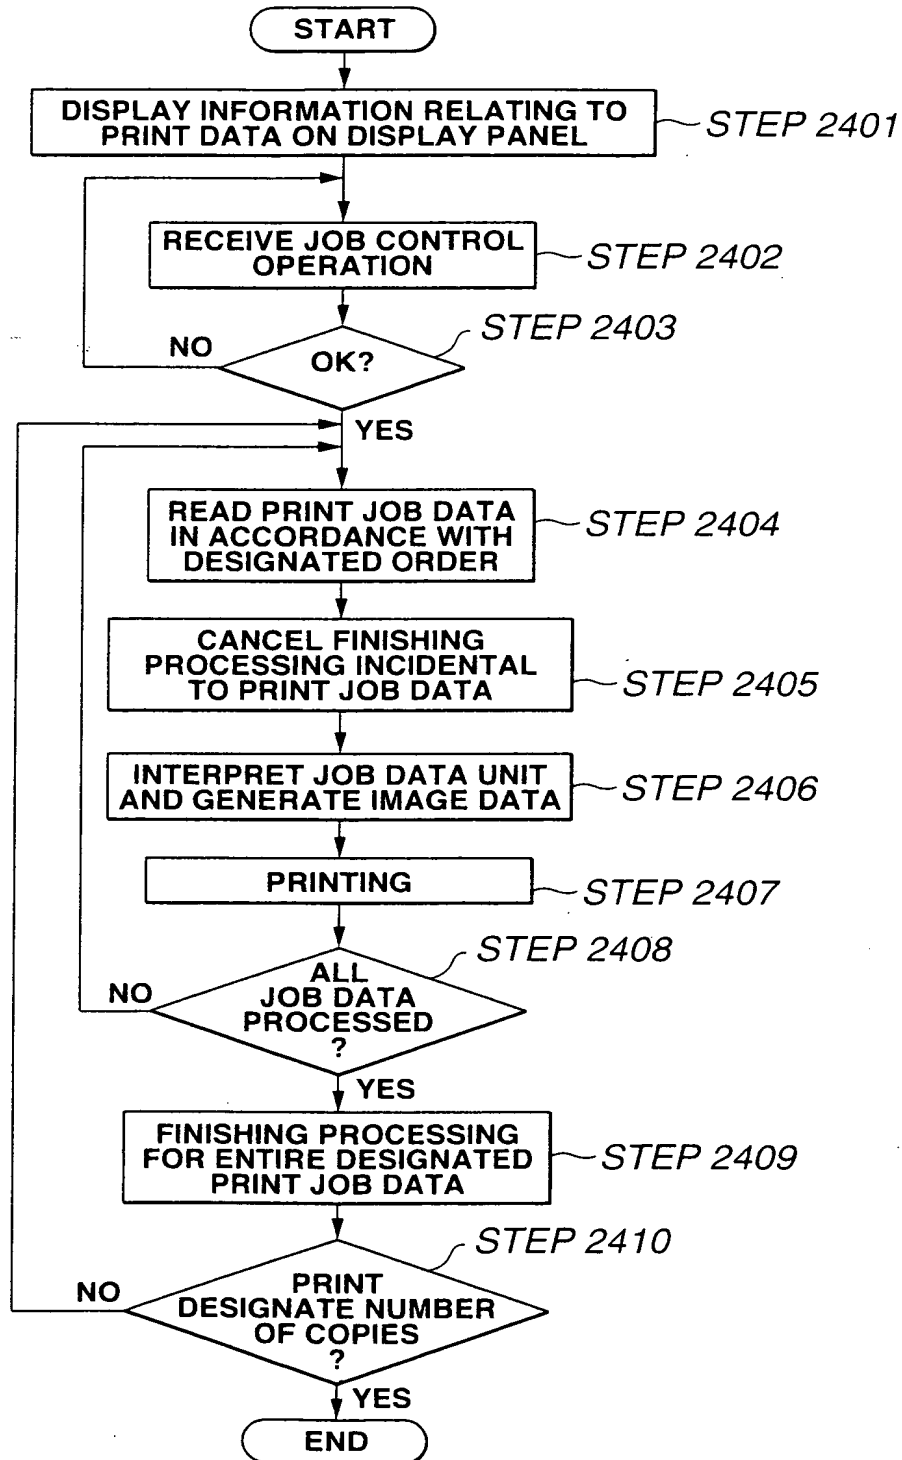 START
DISPLAY INFORMATION RELATING TO
PRINT DATA ON DISPLAY PANEL
STEP 2401
RECEIVE JOB CONTROL
OPERATION
STEP 2402
STEP 2403
NO
OK?
YES
READ PRINT JOB DATA
IN ACCORDANCE WITH
DESIGNATED ORDER
STEP 2404
CANCEL FINISHING
PROCESSING INCIDENTAL
TO PRINT JOB DATA
STEP 2405
INTERPRET JOB DATA UNIT
AND GENERATE IMAGE DATA
STEP 2406
PRINTING
STEP 2407
STEP 2408
NO
ALL
JOB DATA
PROCESSED
?
YES
FINISHING PROCESSING
FOR ENTIRE DESIGNATED
PRINT JOB DATA
STEP 2409
STEP 2410
NO
PRINT
DESIGNATE NUMBER
OF COPIES
?
YES
END